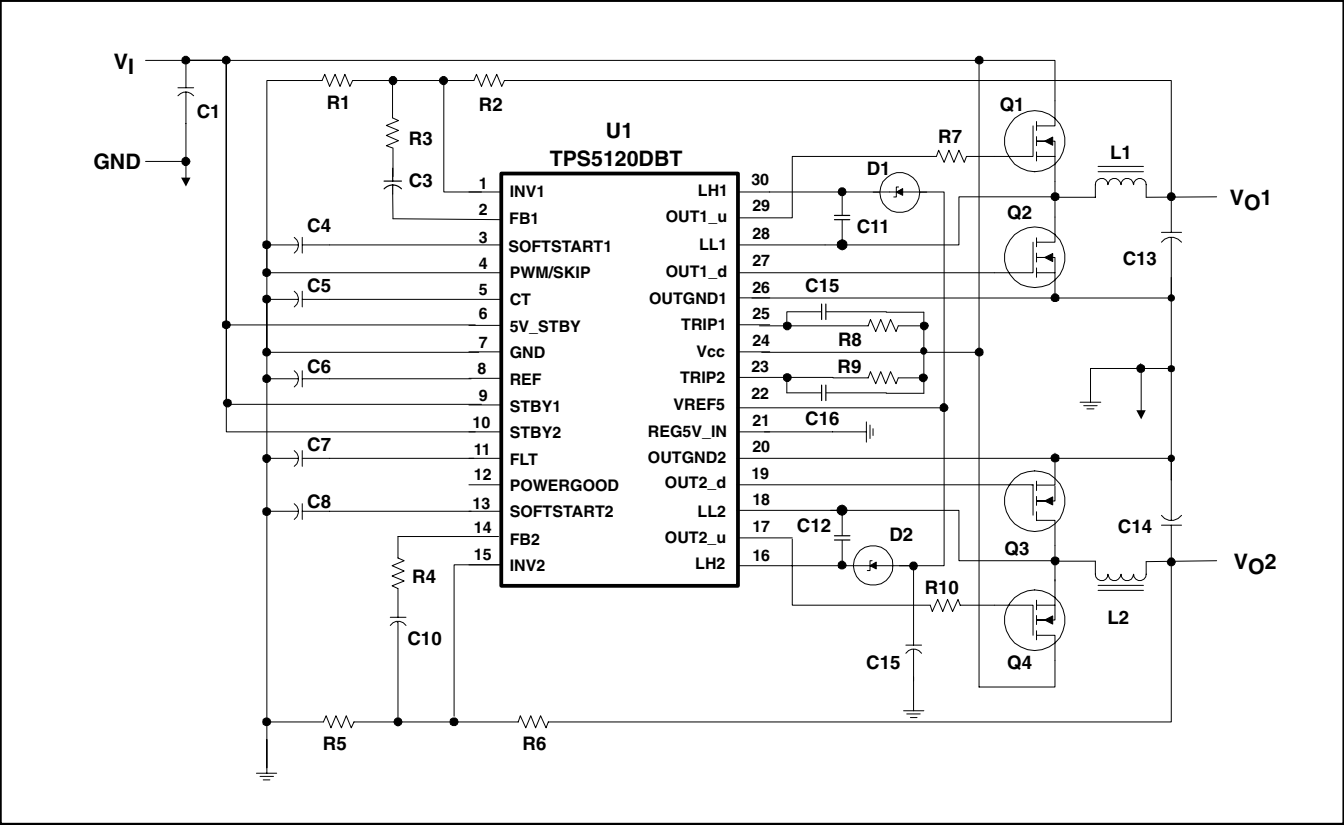 VI
C1
GND
R1
R2
R3
C3
U1
TPS5120DBT
Q1
R7
L1
D1
VO1
Q2
C11
C13
C4
C5
C6
C7
C8
1 INV1
2 FB1
3 SOFTSTART1
4 PWM/SKIP
5 CT
6 5V_STBY
7 GND
8 REF
9 STBY1
10 STBY2
11 FLT
12 POWERGOOD
13 SOFTSTART2
14 FB2
15 INV2
LH1 30
OUT1_u 29
LL1 28
OUT1_d 27
OUTGND1 26
TRIP1 25
Vcc 24
TRIP2 23
VREF5 22
REG5V_IN 21
OUTGND2 20
OUT2_d 19
LL2 18
OUT2_u 17
LH2 16
C15
R8
R9
C16
C12
D2
Q3
C14
VO2
R10
L2
C15
Q4
R4
C10
R5
R6